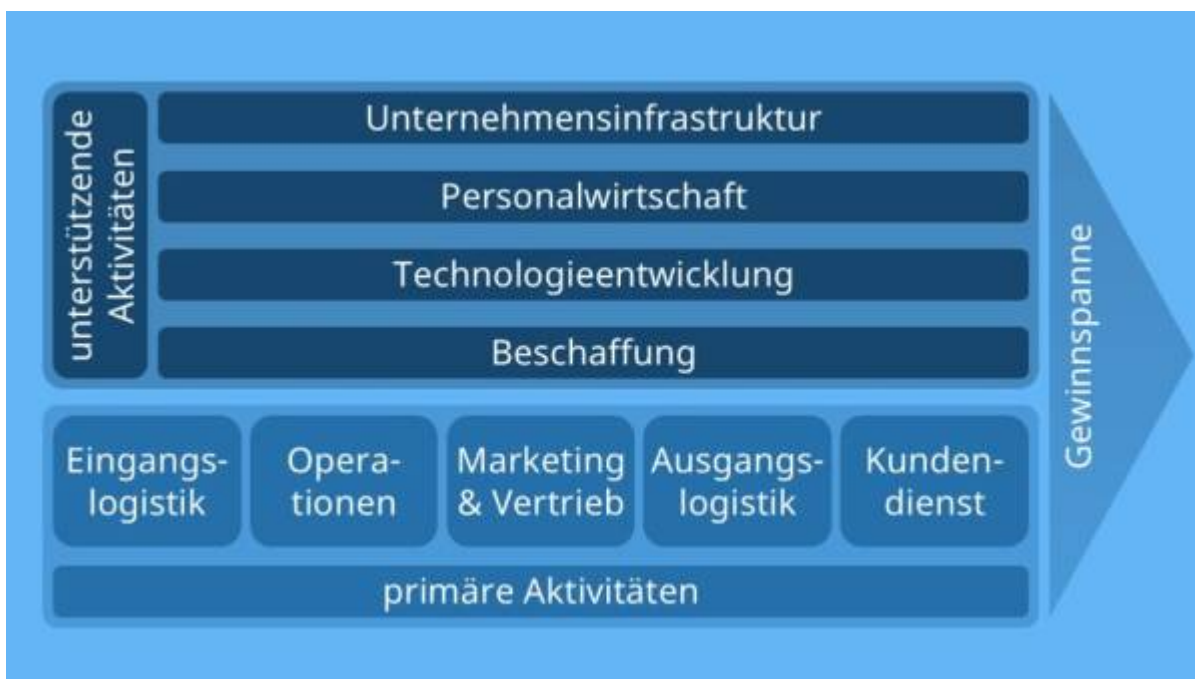 unterstützende
Aktivitäten
Unternehmensinfrastruktur
Personalwirtschaft
Technologieentwicklung
Beschaffung
Eingangs-
logistik
Opera-
tionen
Marketing
& Vertrieb
Ausgangs-
logistik
Kunden-
dienst
primäre Aktivitäten
Gewinnspanne